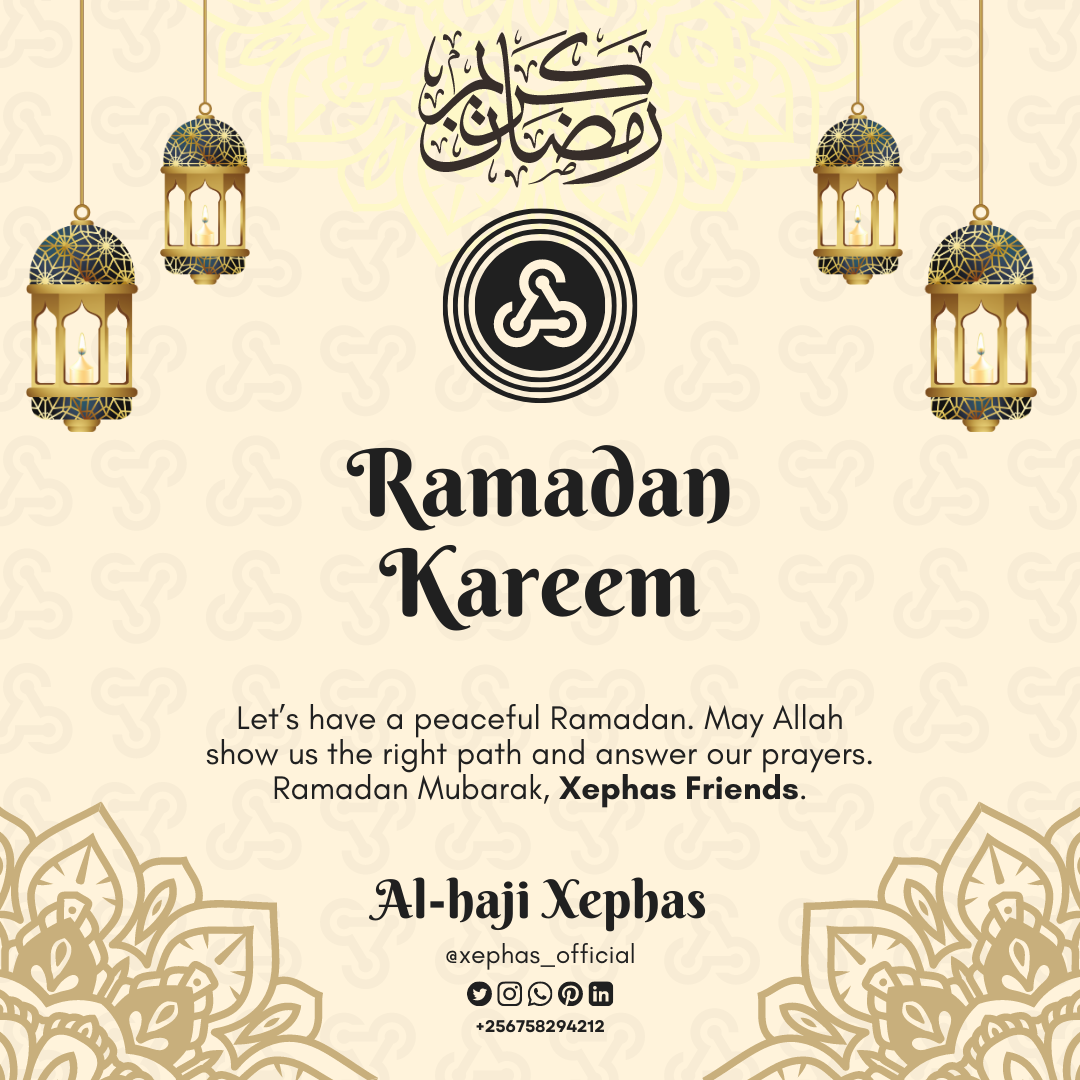 رمضان كريم
Ramadan
Kareem
Let’s have a peaceful Ramadan. May Allah
show us the right path and answer our prayers.
Ramadan Mubarak, Xephas Friends.
Al-haji Xephas
@xephas_official
+256758294212